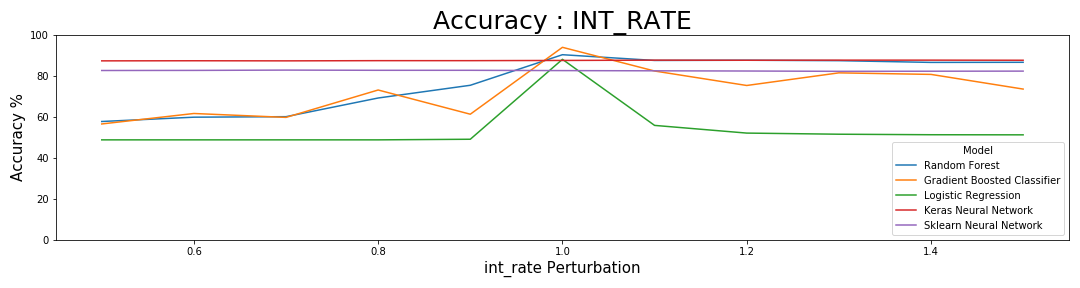 Accuracy : INT_RATE
Accuracy %
100
80
60
40
20
0
0.6
0.8
1.0
1.2
1.4
int_rate Perturbation
Model
Random Forest
Gradient Boosted Classifier
Logistic Regression
Keras Neural Network
Sklearn Neural Network